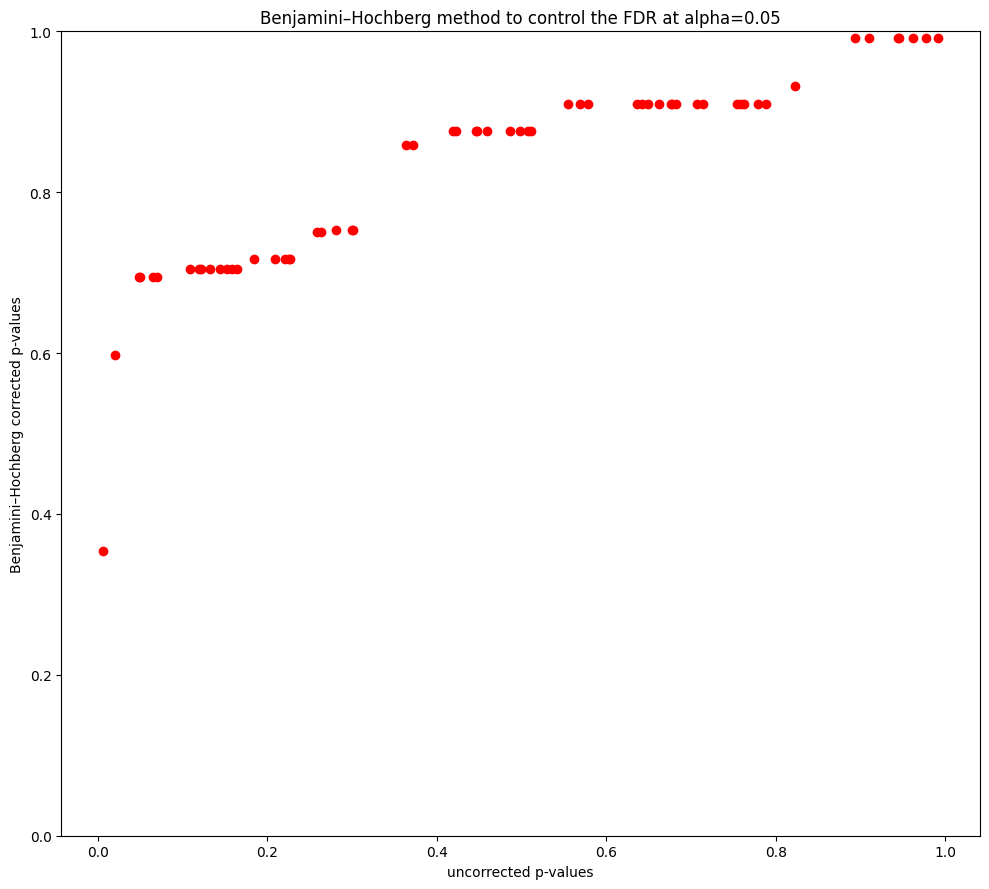 Benjamini–Hochberg method to control the FDR at alpha=0.05
Benjamini–Hochberg corrected p-values
1.0
0.8
0.6
0.4
0.2
0.0
0.0 0.2 0.4 0.6 0.8 1.0
uncorrected p-values